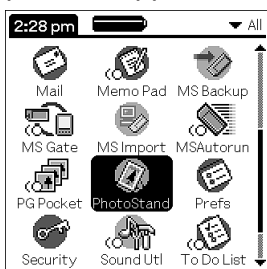 2:28 pm All
Mail Memo Pad MS Backup
MS Gate MS Import MSAutorun
PG Pocket PhotoStand Prefs
Security Sound Utl To Do List